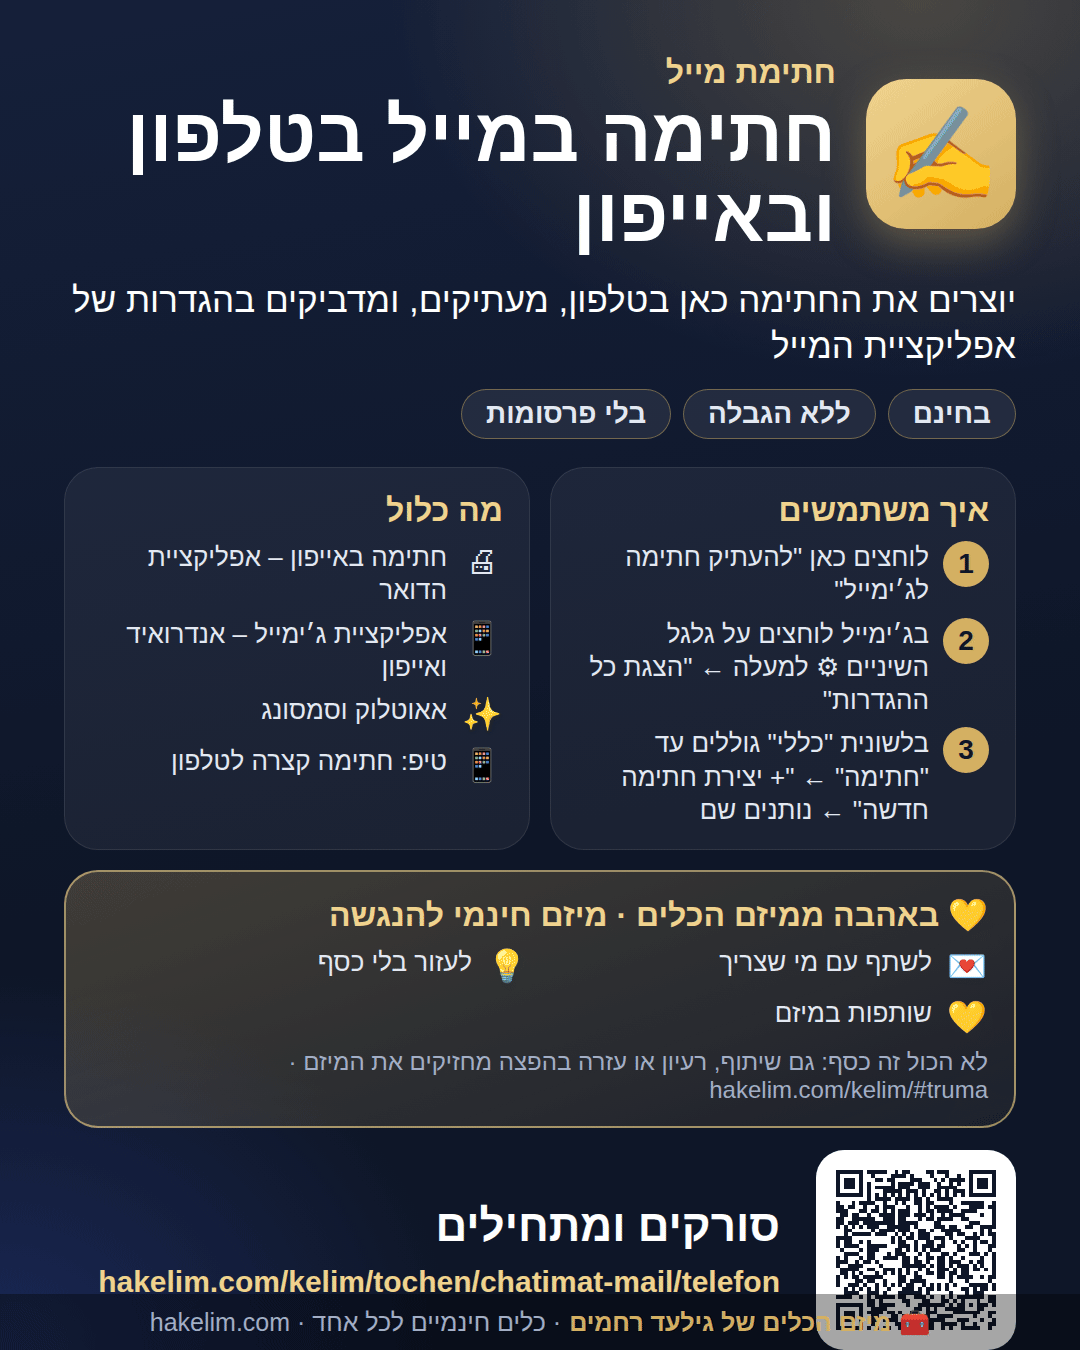 חתימת מייל
חתימה במייל בטלפון
ובאייפון
יוצרים את החתימה כאן בטלפון, מעתיקים, ומדביקים בהגדרות של
אפליקציית המייל
בחינם
ללא הגבלה
בלי פרסומות
איך משתמשים
1
לוחצים כאן "להעתיק חתימה
לג׳ימייל"
2
בג׳ימייל לוחצים על גלגל
השיניים ⚙ למעלה ← "הצגת כל
ההגדרות"
3
בלשונית "כללי" גוללים עד
"חתימה" ← "+ יצירת חתימה
חדשה" ← נותנים שם
מה כלול
חתימה באייפון – אפליקציית
הדואר
אפליקציית ג׳ימייל – אנדרואיד
ואייפון
אאוטלוק וסמסונג
טיפ: חתימה קצרה לטלפון
באהבה ממיזם הכלים · מיזם חינמי להנגשה
לשתף עם מי שצריך
לעזור בלי כסף
שותפות במיזם
לא הכול זה כסף: גם שיתוף, רעיון או עזרה בהפצה מחזיקים את המיזם ·
hakelim.com/kelim/#truma
סורקים ומתחילים
hakelim.com/kelim/tochen/chatimat-mail/telefon
מיזם הכלים של גילעד רחמים · כלים חינמיים לכל אחד · hakelim.com